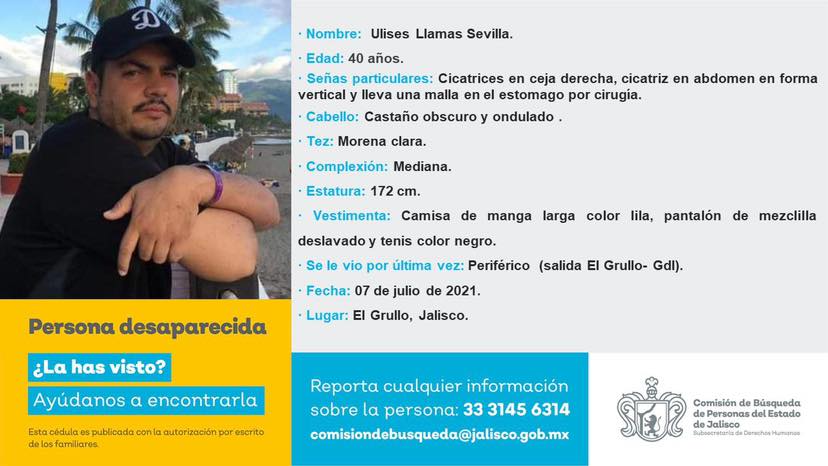 · Nombre: Ulises Llamas Sevilla.
· Edad: 40 años.
· Señas particulares: Cicatrices en ceja derecha, cicatriz en abdomen en forma
vertical y lleva una malla en el estomago por cirugía.
· Cabello: Castaño obscuro y ondulado .
· Tez: Morena clara.
· Complexión: Mediana.
· Estatura: 172 cm.
· Vestimenta: Camisa de manga larga color lila, pantalón de mezclilla
deslavado y tenis color negro.
· Se le vio por última vez: Periférico (salida El Grullo- Gdl).
· Fecha: 07 de julio de 2021.
· Lugar: El Grullo, Jalisco.
Persona desaparecida
¿La has visto?
Ayúdanos a encontrarla
Esta cédula es publicada con la autorización por escrito
de los familiares.
Reporta cualquier información
sobre la persona: 33 3145 6314
comisiondebusqueda@jalisco.gob.mx
Comisión de Búsqueda
de Personas del Estado
de Jalisco
Subsecretaría de Derechos Humanos